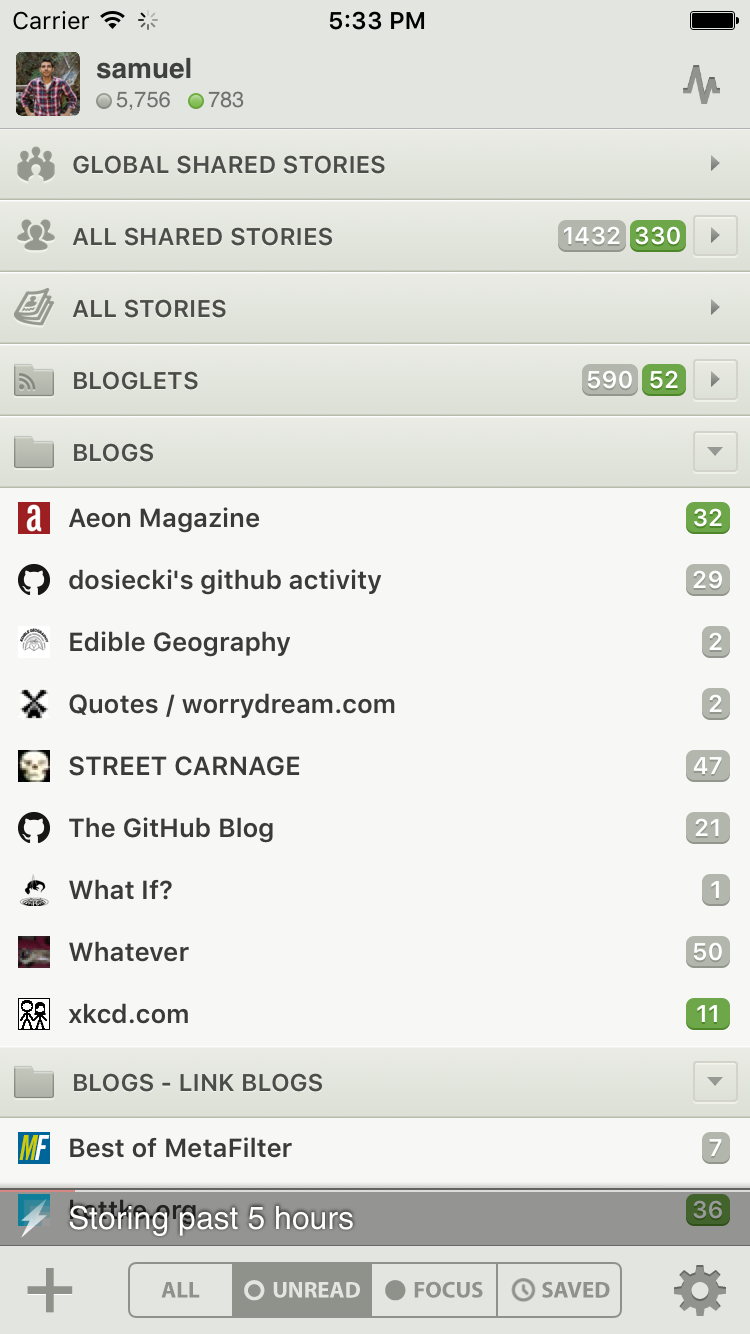 Carrier 5:33 PM
samuel
5,756 783
GLOBAL SHARED STORIES
ALL SHARED STORIES 1432 330
ALL STORIES
BLOGLETS 590 52
BLOGS
a Aeon Magazine 32
dosiecki's github activity 29
Edible Geography 2
Quotes / worrydream.com 2
STREET CARNAGE 47
The GitHub Blog 21
What If? 1
Whatever 50
xkcd.com 11
BLOGS - LINK BLOGS
MF Best of MetaFilter 7
kottke.org 36
Storing past 5 hours
ALL UNREAD FOCUS SAVED